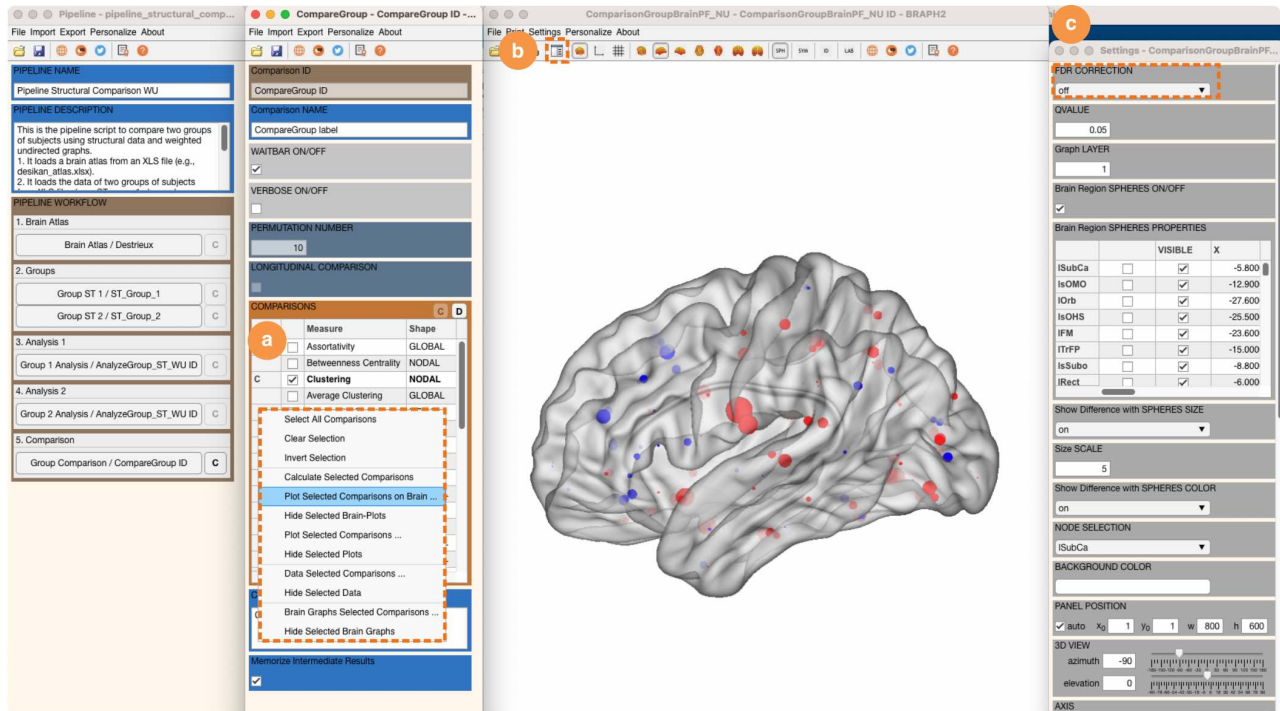 Pipeline - pipeline_structural_comp...
File Import Export Personalize About
PIPELINE NAME
Pipeline Structural Comparison WU
PIPELINE DESCRIPTION
This is the pipeline script to compare two groups
of subjects using structural data and weighted
undirected graphs.
1. It loads a brain atlas from an XLS file (e.g.,
desikan_atlas.xlsx).
2. It loads the data of two groups of subjects
PIPELINE WORKFLOW
1. Brain Atlas
Brain Atlas / Destrieux C
2. Groups
Group ST 1 / ST_Group_1 C
Group ST 2 / ST_Group_2 C
3. Analysis 1
Group 1 Analysis / AnalyzeGroup_ST_WU ID C
4. Analysis 2
Group 2 Analysis / AnalyzeGroup_ST_WU ID C
5. Comparison
Group Comparison / CompareGroup ID C
CompareGroup - CompareGroup ID -...
File Import Export Personalize About
Comparison ID
CompareGroup ID
Comparison NAME
CompareGroup label
WAITBAR ON/OFF
VERBOSE ON/OFF
PERMUTATION NUMBER
10
LONGITUDINAL COMPARISON
COMPARISONS C D
a
Measure Shape
Assortativity GLOBAL
Betweenness Centrality NODAL
C Clustering NODAL
Average Clustering GLOBAL
Select All Comparisons
Clear Selection
Invert Selection
Calculate Selected Comparisons
Plot Selected Comparisons on Brain ...
Hide Selected Brain-Plots
Plot Selected Comparisons ...
Hide Selected Plots
Data Selected Comparisons ...
Hide Selected Data
Brain Graphs Selected Comparisons ...
Hide Selected Brain Graphs
Memorize Intermediate Results
ComparisonGroupBrainPF_NU - ComparisonGroupBrainPF_NU ID - BRAPH2
File Print Settings Personalize About
b
SPH SYM ID LAB
c
Settings - ComparisonGroupBrainPF...
FDR CORRECTION
off
QVALUE
0.05
Graph LAYER
1
Brain Region SPHERES ON/OFF
Brain Region SPHERES PROPERTIES
VISIBLE X
lSubCa -5.800
lsOMO -12.900
lOrb -27.600
lsOHS -25.500
lFM -23.600
lTrFP -15.000
lsSubo -8.800
lRect -6.000
Show Difference with SPHERES SIZE
on
Size SCALE
5
Show Difference with SPHERES COLOR
on
NODE SELECTION
lSubCa
BACKGROUND COLOR
PANEL POSITION
auto x0 1 y0 1 w 800 h 600
3D VIEW
azimuth -90
elevation 0
AXIS